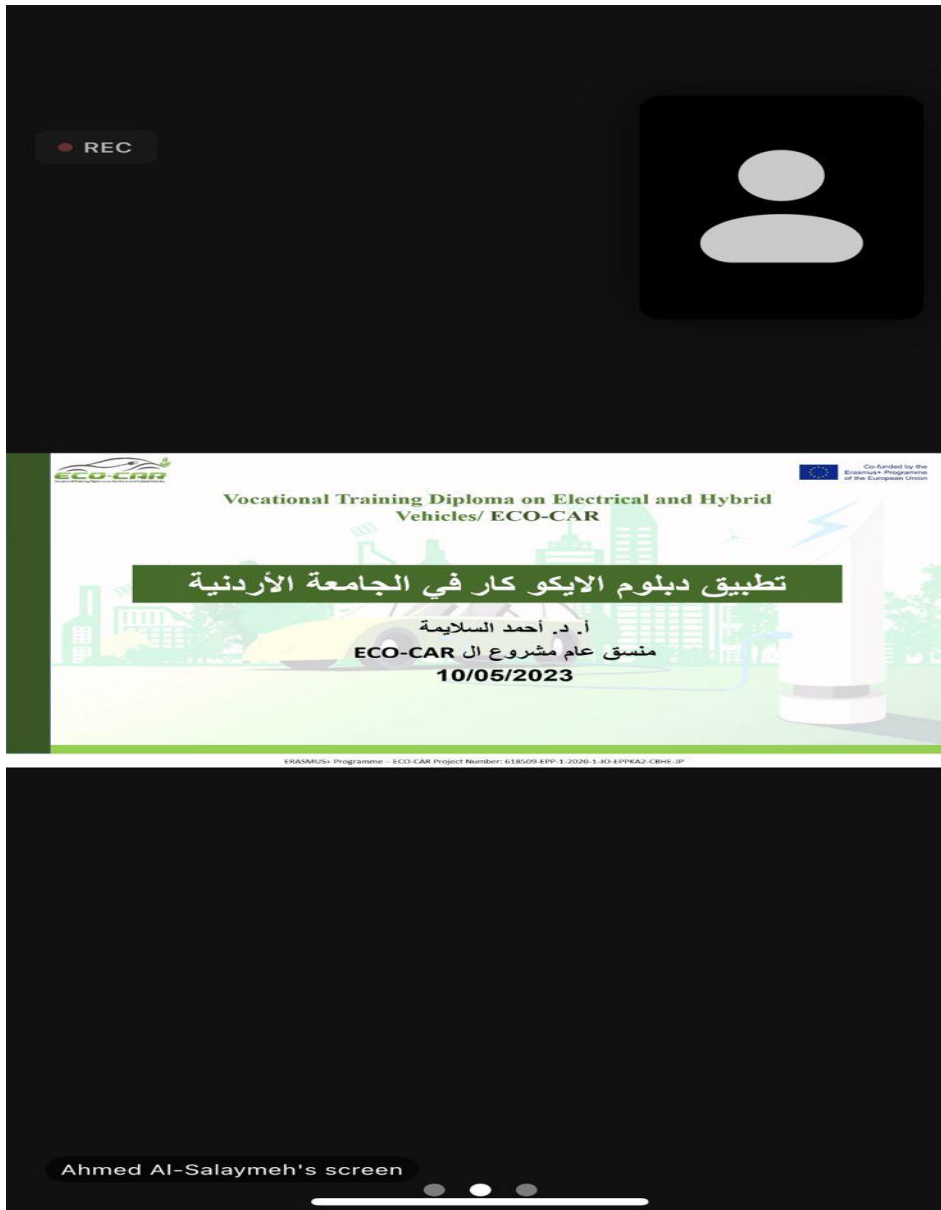 REC
ECO-CAR
Co-funded by the
Erasmus+ Programme
of the European Union
Vocational Training Diploma on Electrical and Hybrid
Vehicles/ ECO-CAR
تطبيق دبلوم الايكو كار في الجامعة الأردنية
أ. د. أحمد السلايمة
منسق عام مشروع ال ECO-CAR
10/05/2023
ERASMUS+ Programme – ECO-CAR Project Number: 618509-EPP-1-2020-1-JO-EPPKA2-CBHE-JP
Ahmed Al-Salaymeh's screen